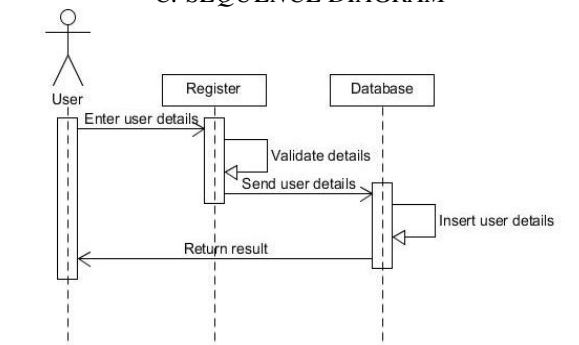 C. SEQUENCE DIAGRAM
User
Register
Database
Enter user details
Validate details
Send user details
Insert user details
Return result